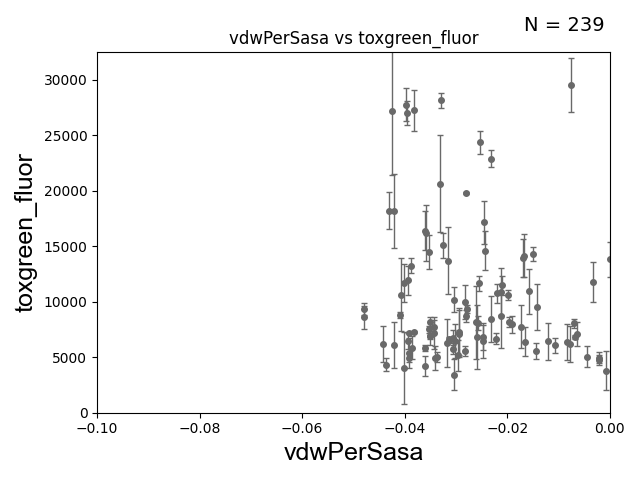 N = 239
vdwPerSasa vs toxgreen_fluor
30000
25000
20000
15000
10000
5000
0
toxgreen_fluor
−0.10 −0.08 −0.06 −0.04 −0.02 0.00
vdwPerSasa